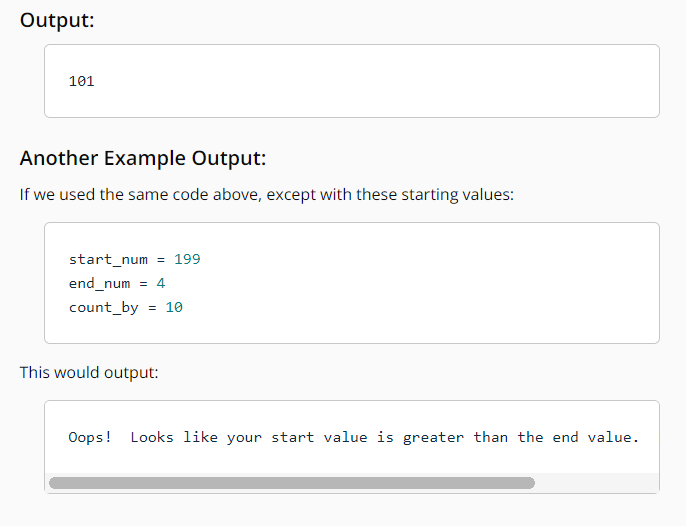 Output:
101
Another Example Output:
If we used the same code above, except with these starting values:
start_num = 199
end_num = 4
count_by = 10
This would output:
Oops!  Looks like your start value is greater than the end value.